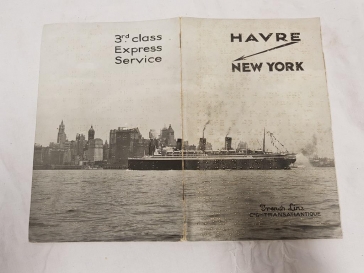 3rd class
Express
Service
HAVRE
NEW YORK
French Line
CIE GLE TRANSATLANTIQUE